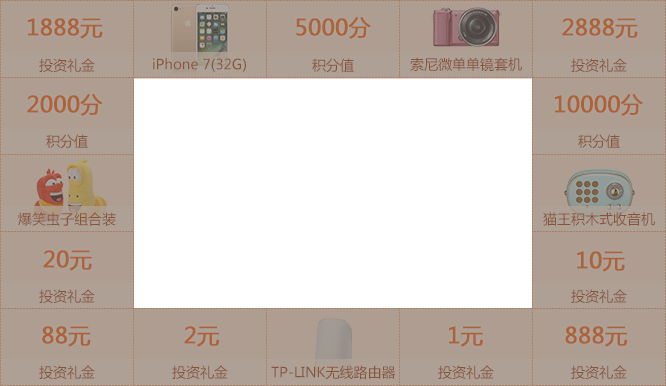 1888元
投资礼金
iPhone 7(32G)
5000分
积分值
索尼微单单镜套机
2888元
投资礼金
2000分
积分值
10000分
积分值
爆笑虫子组合装
猫王积木式收音机
20元
投资礼金
10元
投资礼金
88元
投资礼金
2元
投资礼金
TP-LINK无线路由器
1元
投资礼金
888元
投资礼金